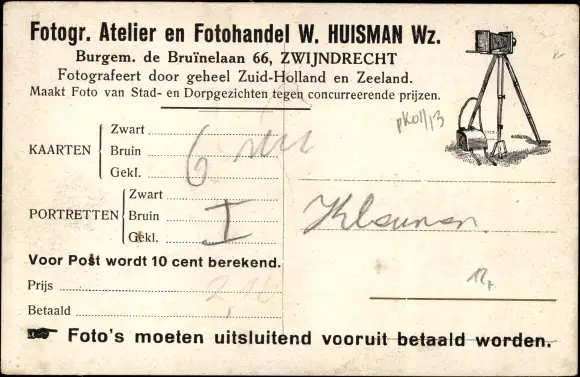 Fotogr. Atelier en Fotohandel W. HUISMAN Wz.
Burgem. de Bruïnelaan 66, ZWIJNDRECHT
Fotografeert door geheel Zuid-Holland en Zeeland.
Maakt Foto van Stad- en Dorpgezichten tegen concurreerende prijzen.
KAARTEN
Zwart
Bruin
Gekl.
6
PORTRETTEN
Zwart
Bruin
Gekl.
I
Voor Post wordt 10 cent berekend.
Prijs
Betaald
Foto's moeten uitsluitend vooruit betaald worden.